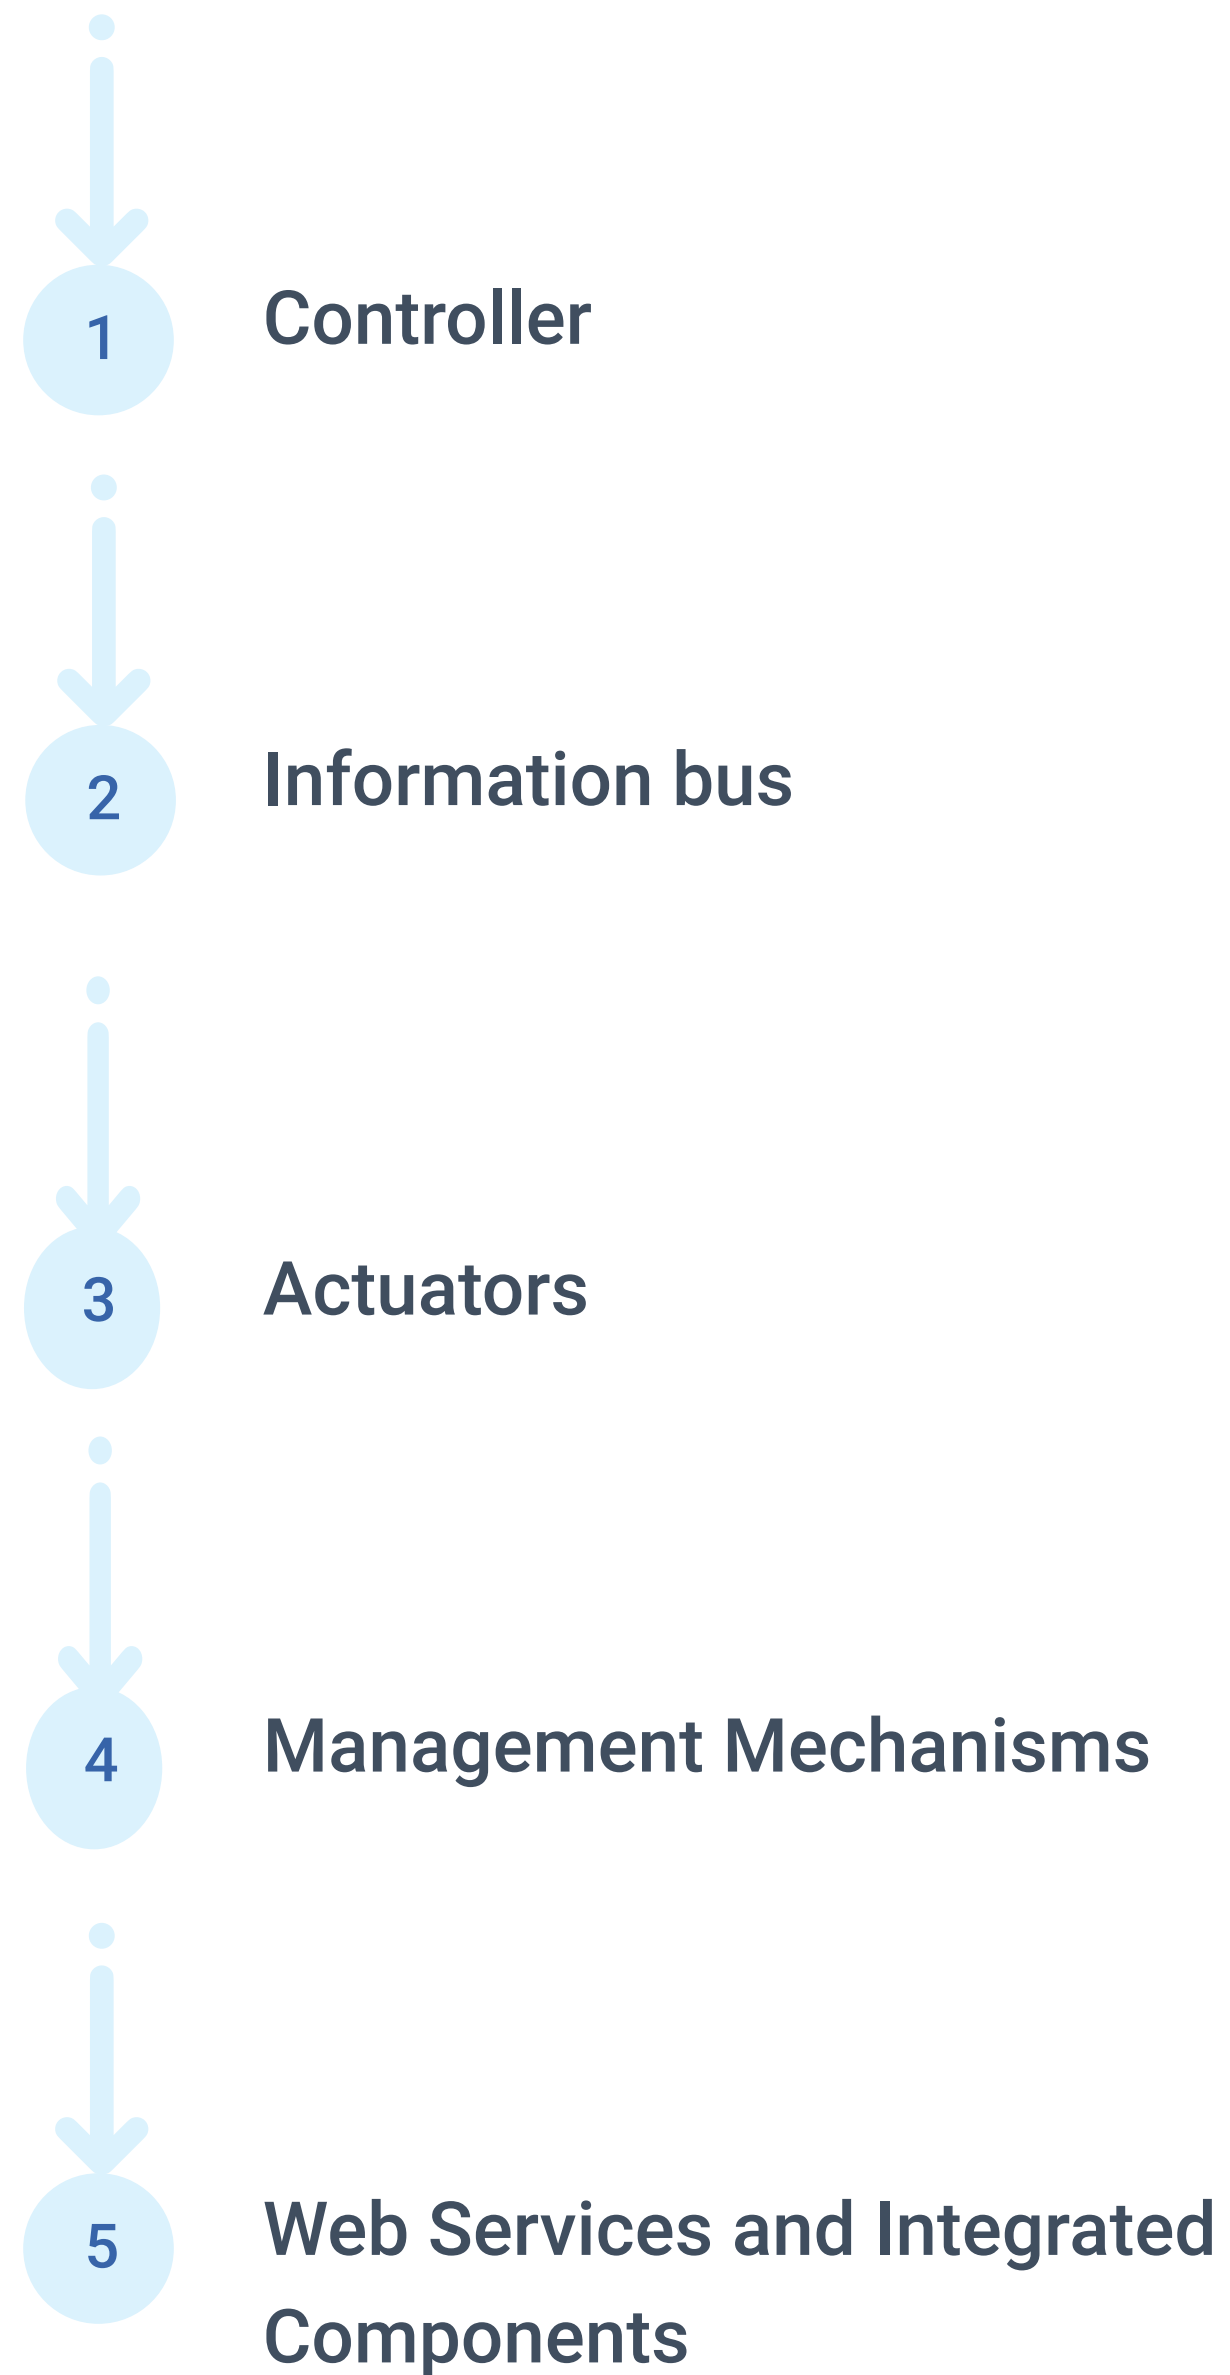 1
Controller
2
Information bus
3
Actuators
4
Management Mechanisms
5
Web Services and Integrated
Components